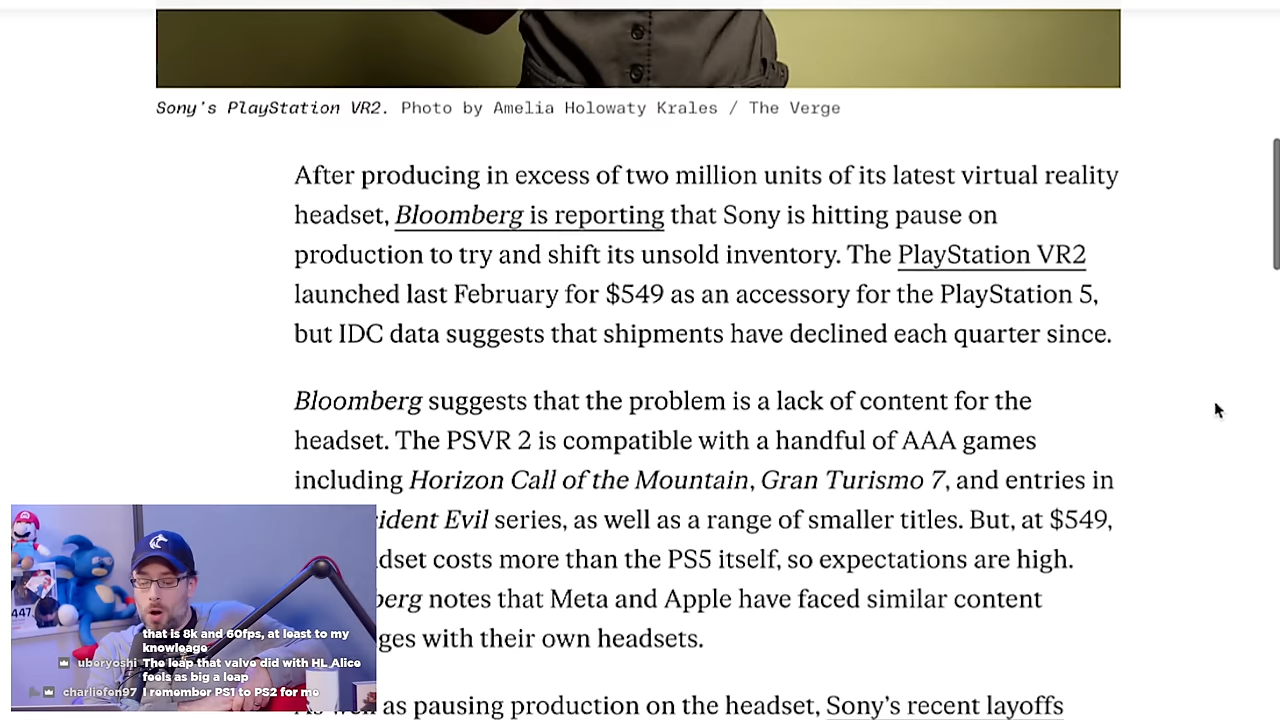 Sony's PlayStation VR2. Photo by Amelia Holowaty Krales / The Verge
After producing in excess of two million units of its latest virtual reality
headset, Bloomberg is reporting that Sony is hitting pause on
production to try and shift its unsold inventory. The PlayStation VR2
launched last February for $549 as an accessory for the PlayStation 5,
but IDC data suggests that shipments have declined each quarter since.
Bloomberg suggests that the problem is a lack of content for the
headset. The PSVR 2 is compatible with a handful of AAA games
including Horizon Call of the Mountain, Gran Turismo 7, and entries in
ident Evil series, as well as a range of smaller titles. But, at $549,
dset costs more than the PS5 itself, so expectations are high.
berg notes that Meta and Apple have faced similar content
ges with their own headsets.
as pausing production on the headset, Sony's recent layoffs
447.
that is 8k and 60fps, at least to my
knowleage
uberyoshi The leap that valve did with HL Alice
feels as big a leap
charliefen97 I remember PS1 to PS2 for me